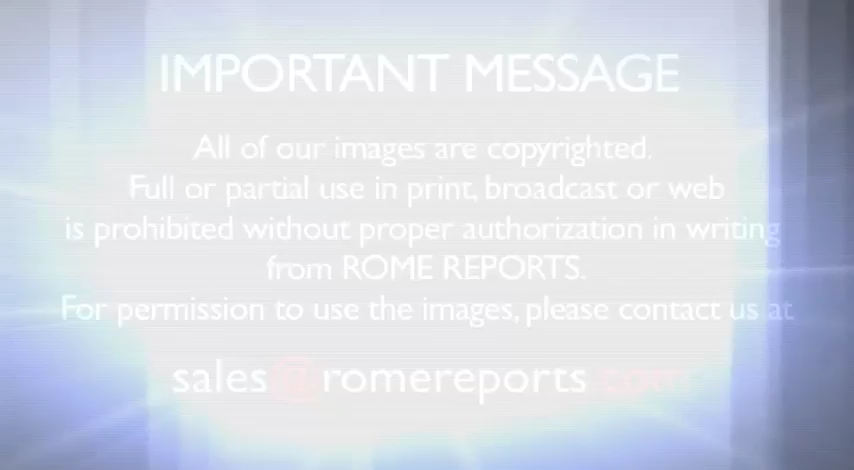 IMPORTANT MESSAGE
All of our images are copyrighted.
Full or partial use in print, broadcast or web
is prohibited without proper authorization in writing
from ROME REPORTS.
For permission to use the images, please contact us at
sales@romereports.com